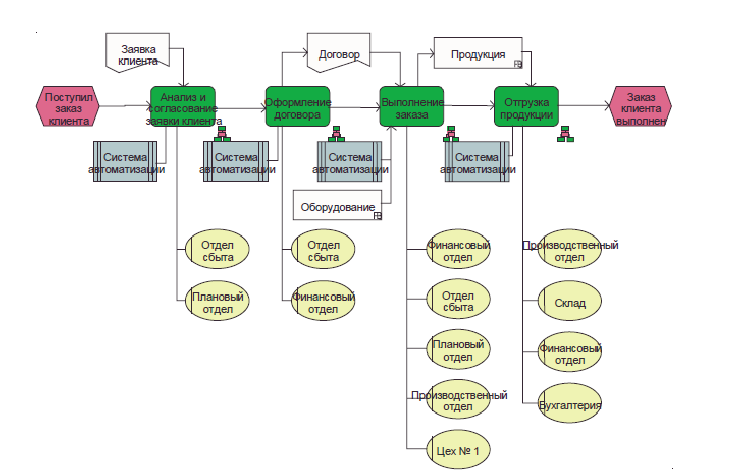 Заявка
клиента
Договор
Продукция
Поступил
заказ
клиента
Анализ и
согласование
заявки клиента
Оформление
договора
Выполнение
заказа
Отгрузка
продукции
Заказ
клиента
выполнен
Система
автоматизации
Система
автоматизации
Система
автоматизации
Система
автоматизации
Оборудование
Отдел
сбыта
Отдел
сбыта
Финансовый
отдел
Производственный
отдел
Плановый
отдел
Финансовый
отдел
Отдел
сбыта
Склад
Плановый
отдел
Финансовый
отдел
Производственный
отдел
Бухгалтерия
Цех № 1